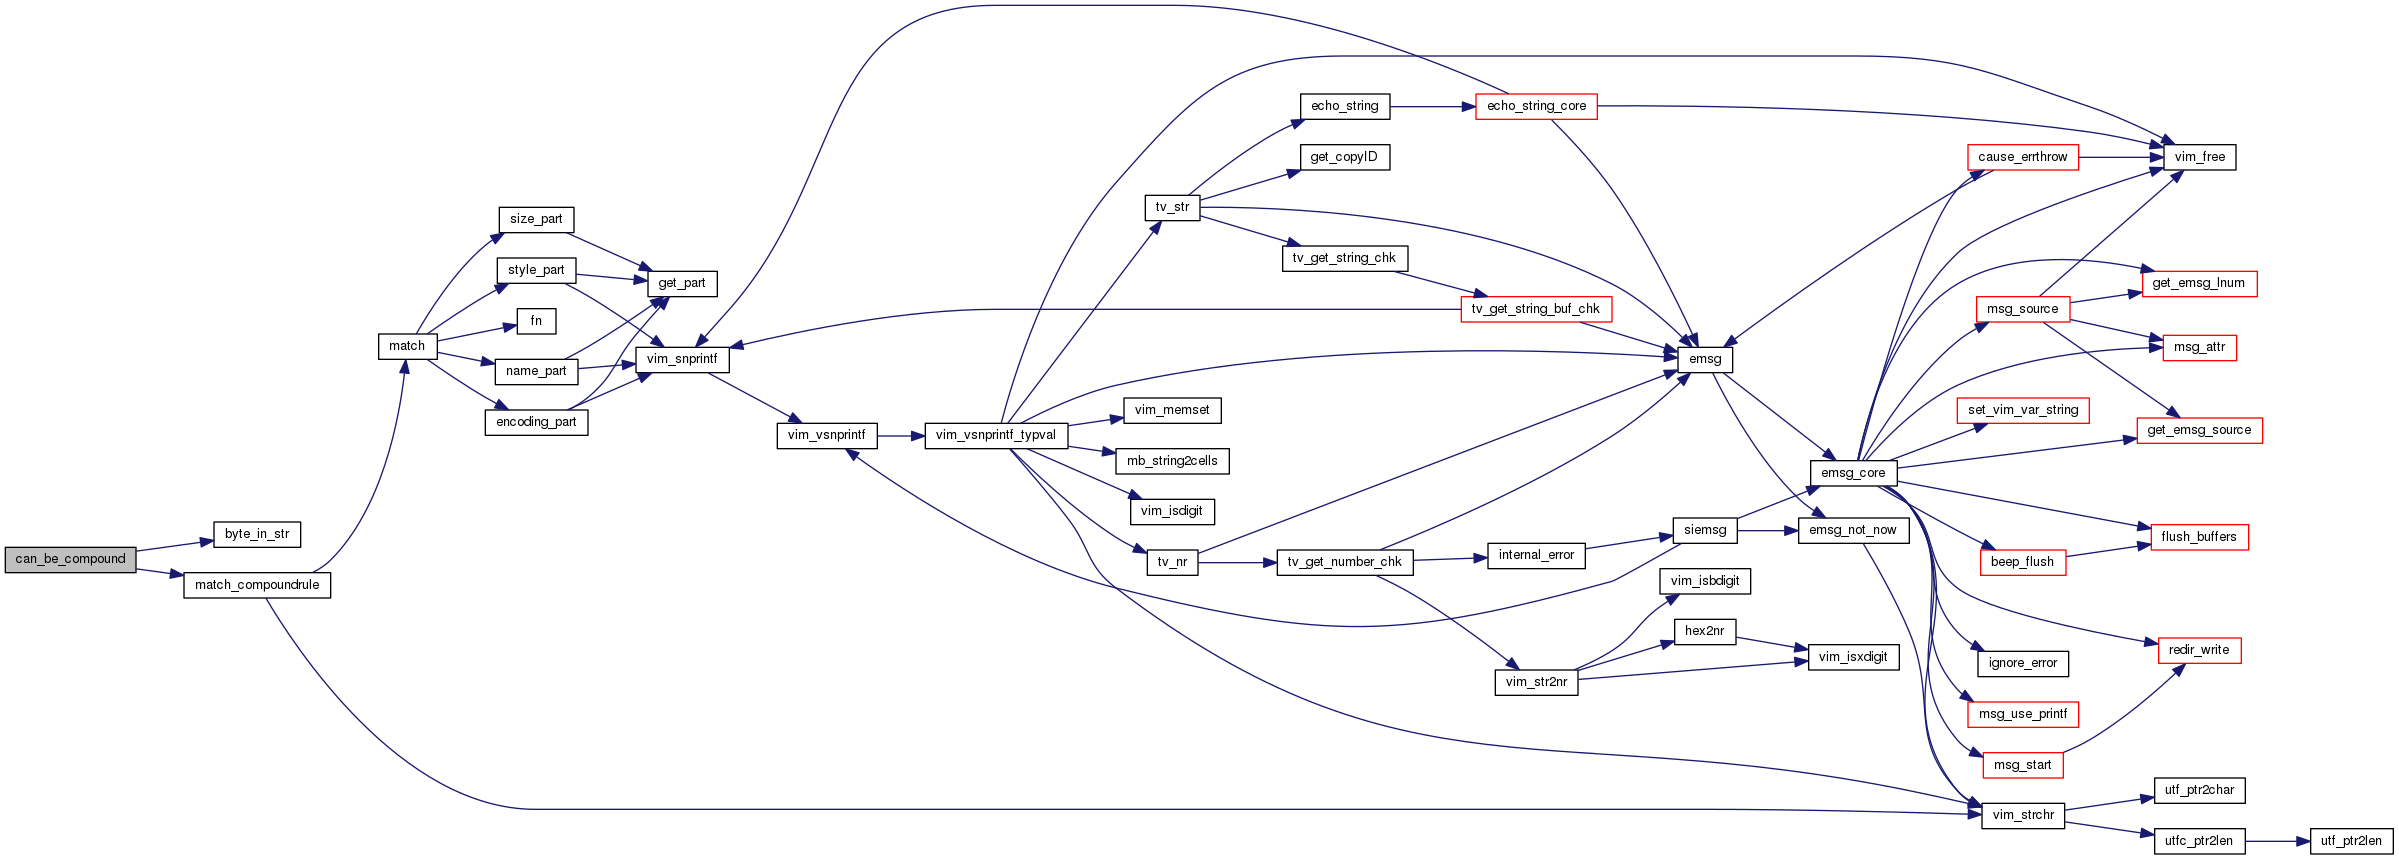 can_be_compound
byte_in_str
match_compoundrule
match
size_part
style_part
fn
name_part
encoding_part
get_part
vim_snprintf
vim_vsnprintf
vim_vsnprintf_typval
tv_str
vim_memset
mb_string2cells
vim_isdigit
tv_nr
echo_string
get_copyID
tv_get_string_chk
tv_get_number_chk
echo_string_core
tv_get_string_buf_chk
internal_error
vim_str2nr
emsg
siemsg
vim_isbdigit
hex2nr
emsg_core
emsg_not_now
vim_isxdigit
cause_errthrow
msg_source
set_vim_var_string
beep_flush
ignore_error
msg_use_printf
msg_start
vim_strchr
vim_free
get_emsg_lnum
msg_attr
get_emsg_source
flush_buffers
redir_write
utf_ptr2char
utfc_ptr2len
utf_ptr2len